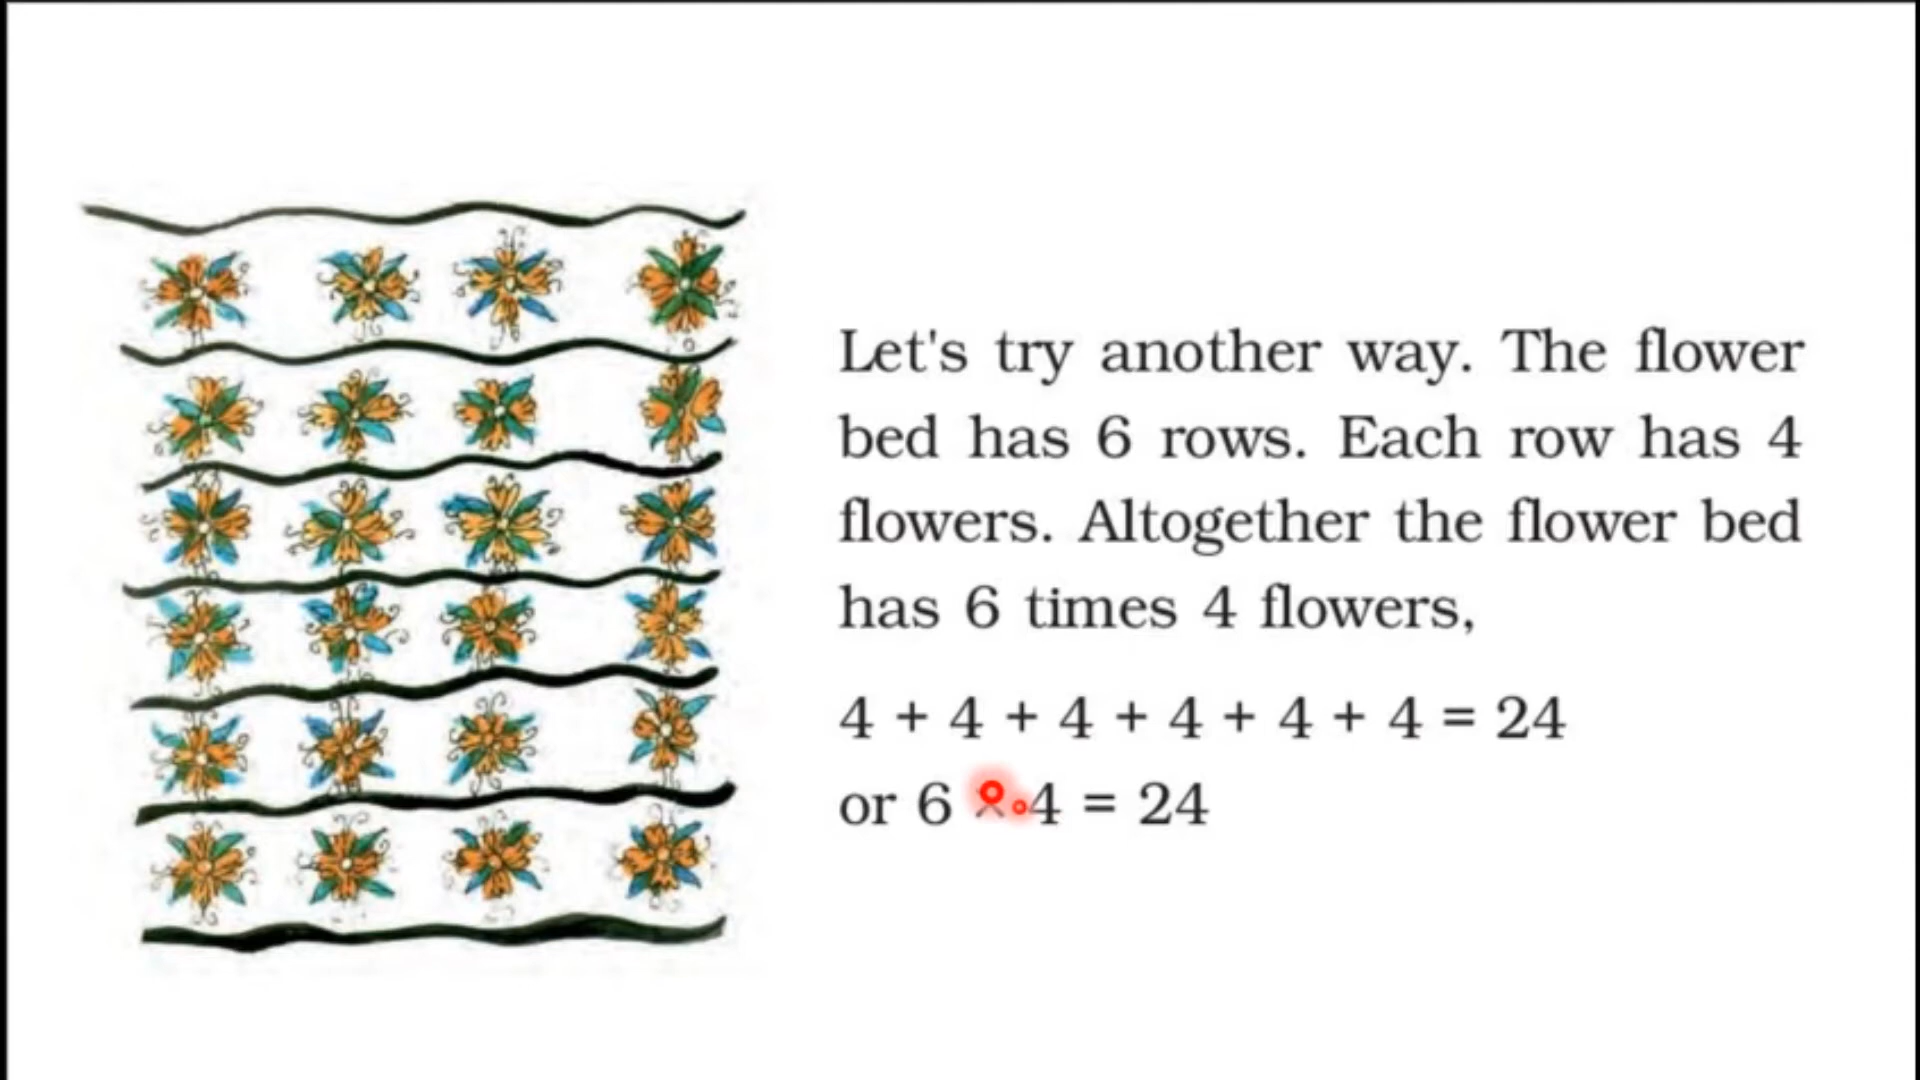 Let's try another way. The flower
bed has 6 rows. Each row has 4
flowers. Altogether the flower bed
has 6 times 4 flowers,
4 + 4 + 4 + 4 + 4 + 4 = 24
or 6 × 4 = 24